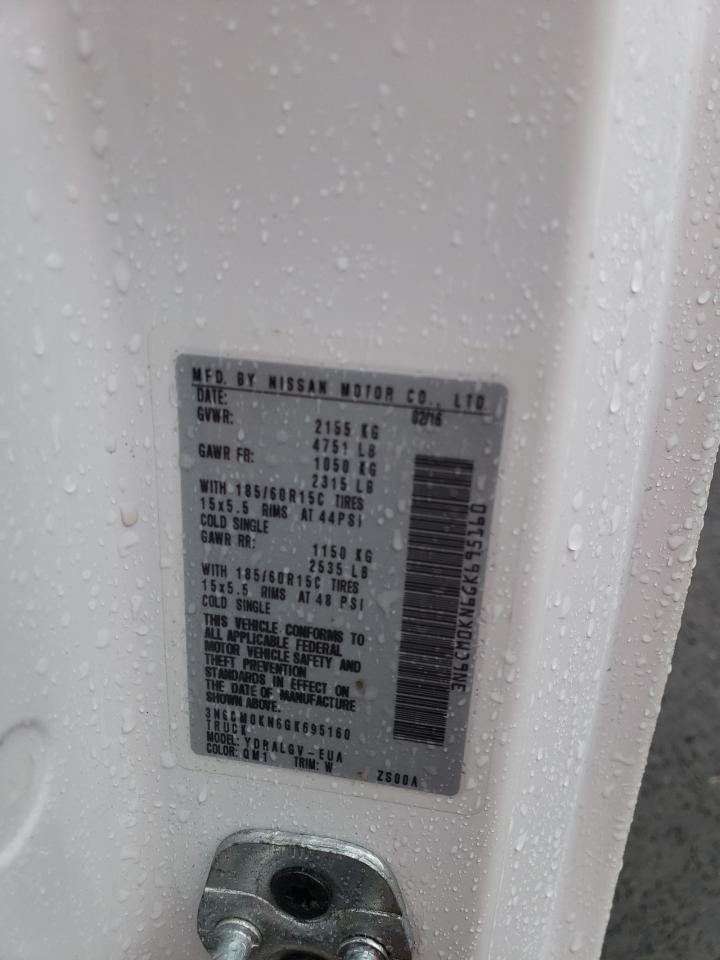 MFD. BY NISSAN MOTOR CO., LTD.
DATE: 02/16
GVWR: 2155 KG
4751 LB
GAWR FR: 1050 KG
2315 LB
WITH 185/60R15C TIRES
15x5.5 RIMS AT 44PSI
COLD SINGLE
GAWR RR: 1150 KG
2535 LB
WITH 185/60R15C TIRES
15x5.5 RIMS AT 48 PSI
COLD SINGLE
THIS VEHICLE CONFORMS TO
ALL APPLICABLE FEDERAL
MOTOR VEHICLE SAFETY AND
THEFT PREVENTION
STANDARDS IN EFFECT ON
THE DATE OF MANUFACTURE
SHOWN ABOVE.
3N6CM0KN6GK695160
TRUCK
MODEL: YDRALGV-EUA
COLOR: QM1 TRIM: W ZS00A
3N6CM0KN6GK695160